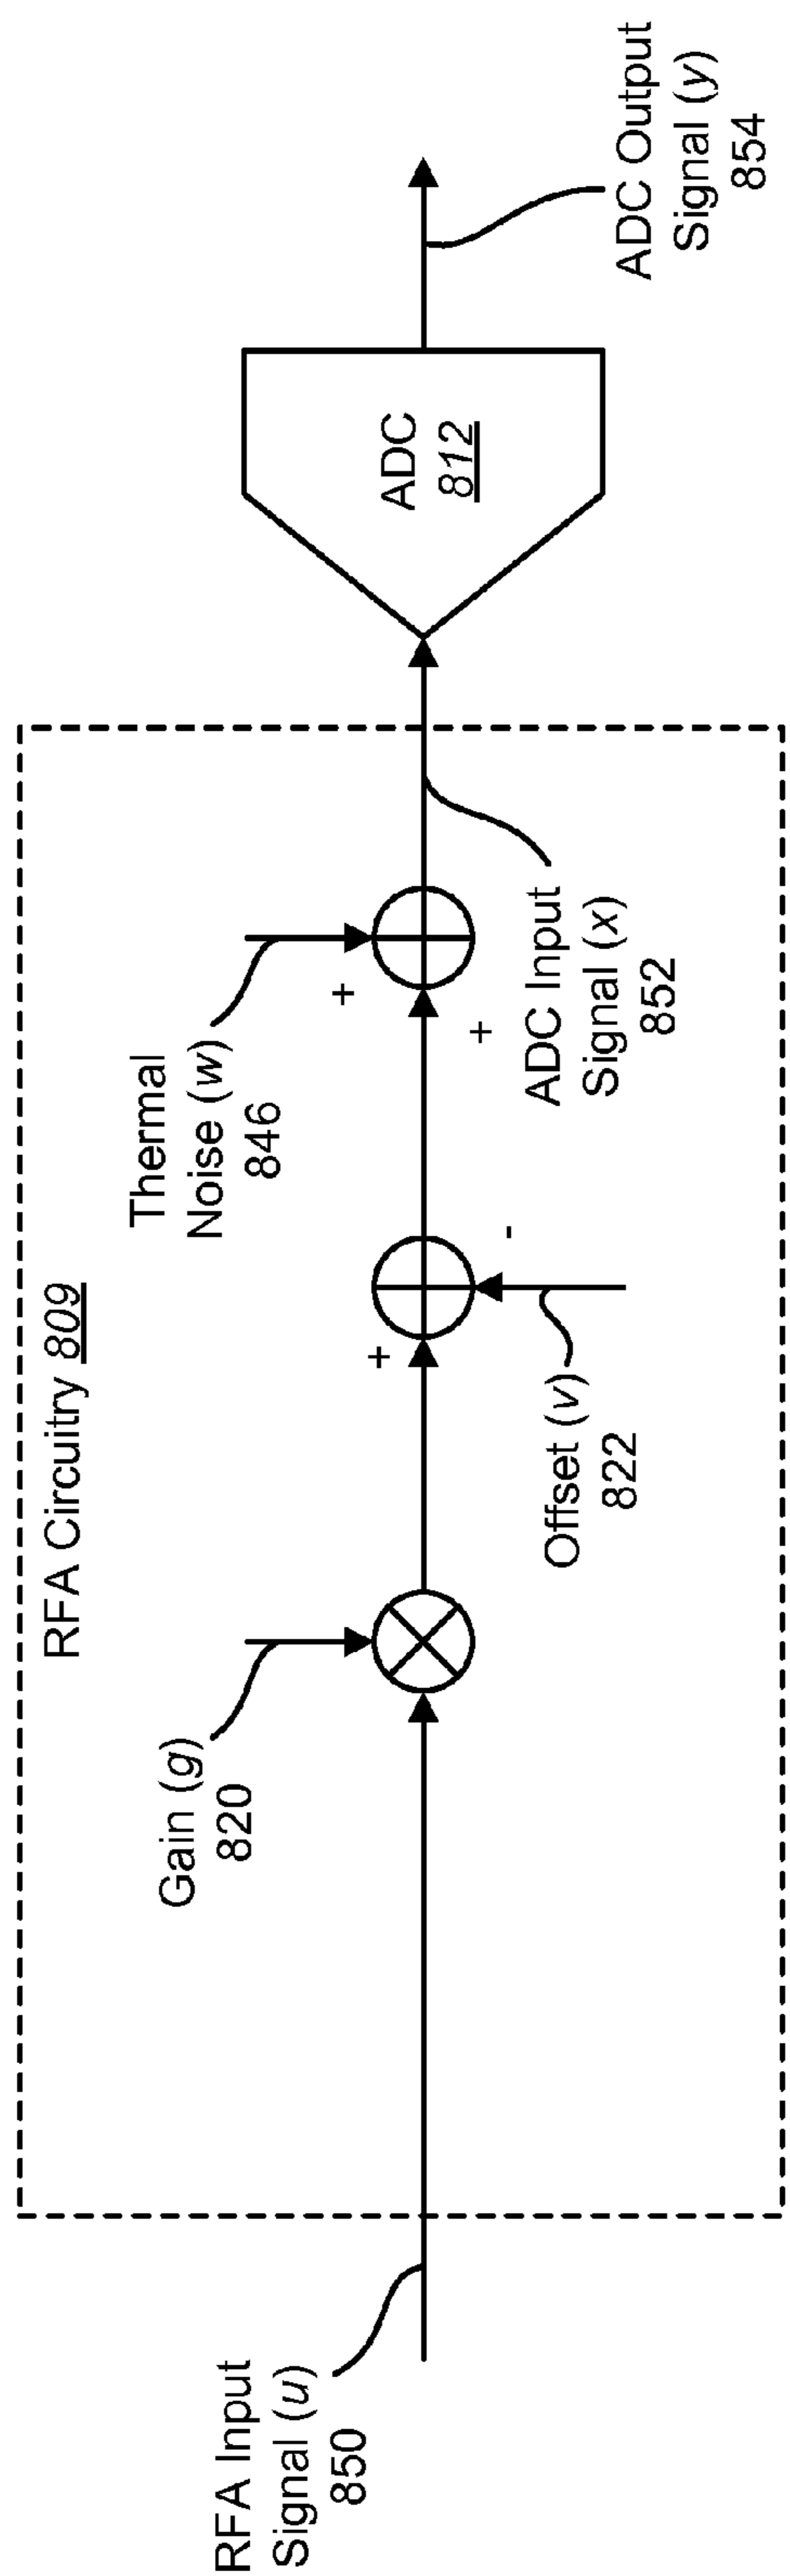 RFA Circuitry 809
RFA Input
Signal (u)
850
Gain (g)
820
+
-
Offset (v)
822
Thermal
Noise (w)
846
+
+
ADC Input
Signal (x)
852
ADC
812
ADC Output
Signal (y)
854